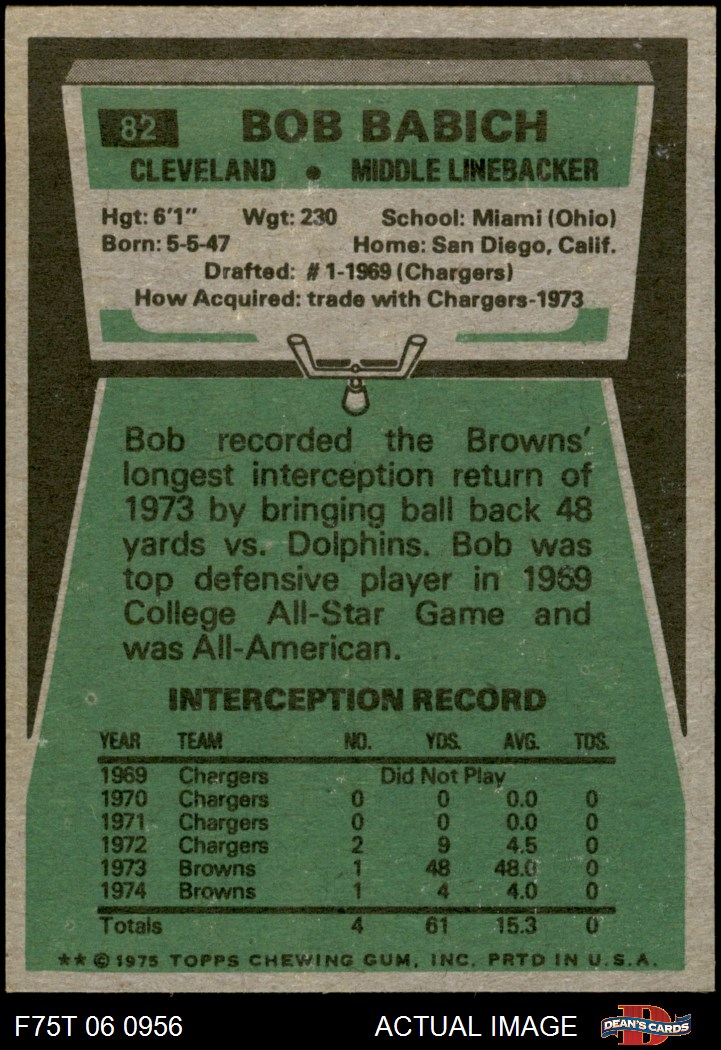 82 BOB BABICH
CLEVELAND • MIDDLE LINEBACKER
Hgt: 6'1" Wgt: 230 School: Miami (Ohio)
Born: 5-5-47 Home: San Diego, Calif.
Drafted: #1-1969 (Chargers)
How Acquired: trade with Chargers-1973
Bob recorded the Browns'
longest interception return of
1973 by bringing ball back 48
yards vs. Dolphins. Bob was
top defensive player in 1969
College All-Star Game and
was All-American.
INTERCEPTION RECORD
YEAR TEAM NO. YDS. AVG. TDS.
1969 Chargers Did Not Play
1970 Chargers 0 0 0.0 0
1971 Chargers 0 0 0.0 0
1972 Chargers 2 9 4.5 0
1973 Browns 1 48 48.0 0
1974 Browns 1 4 4.0 0
Totals 4 61 15.3 0
** © 1975 TOPPS CHEWING GUM, INC. PRTD IN U.S.A.
F75T 06 0956 ACTUAL IMAGE D DEAN'S CARDS